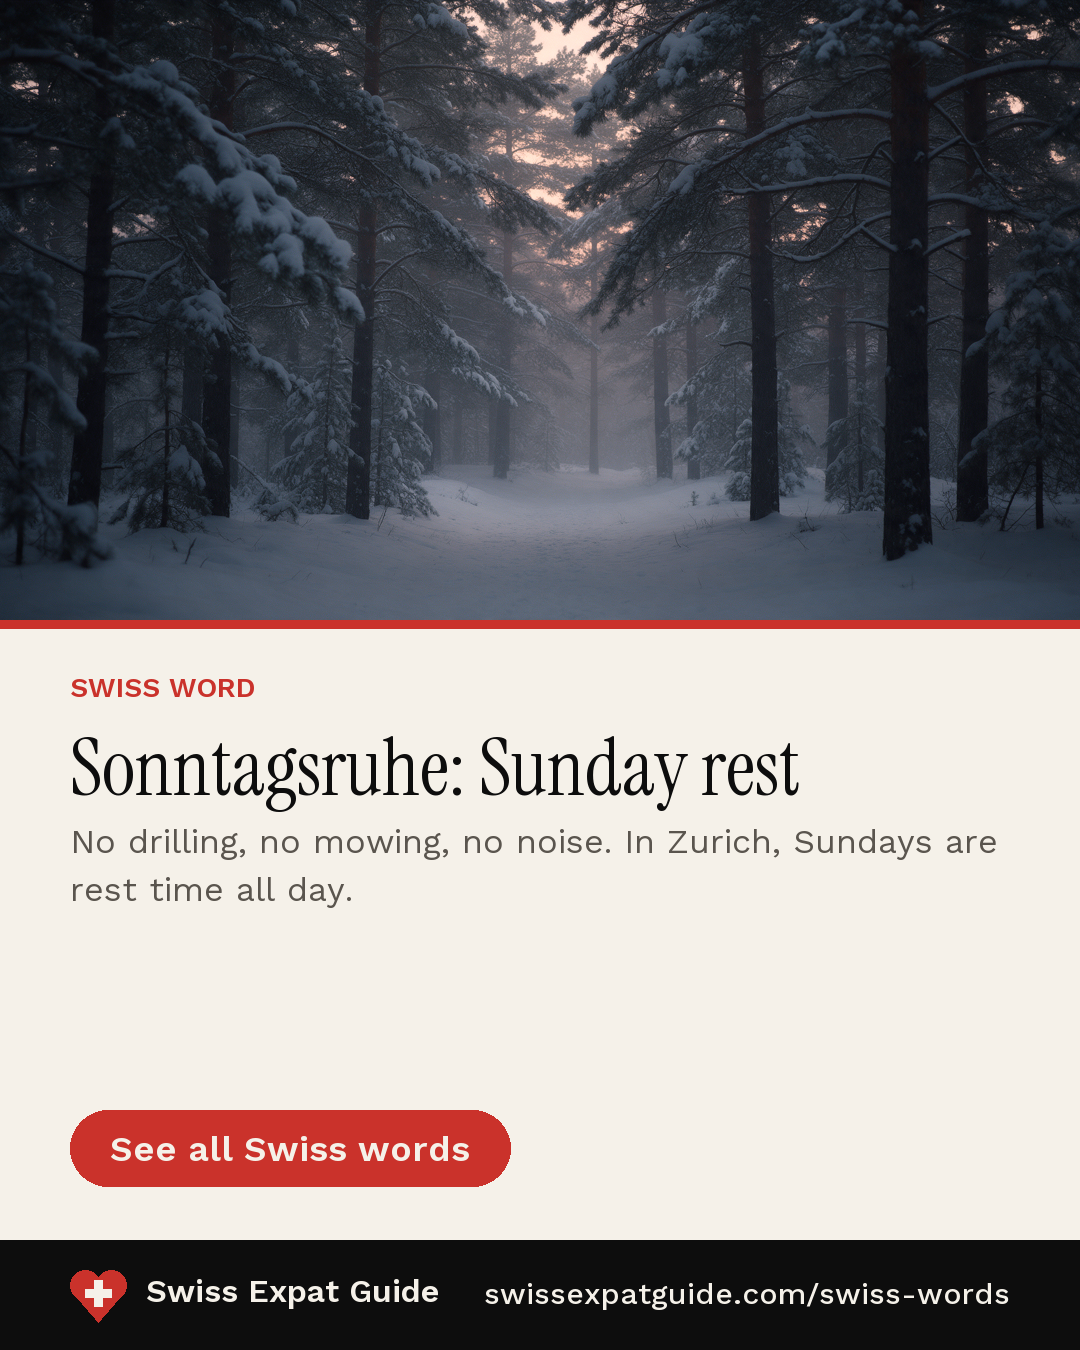 SWISS WORD
Sonntagsruhe: Sunday rest
No drilling, no mowing, no noise. In Zurich, Sundays are
rest time all day.
See all Swiss words
Swiss Expat Guide
swissexpatguide.com/swiss-words